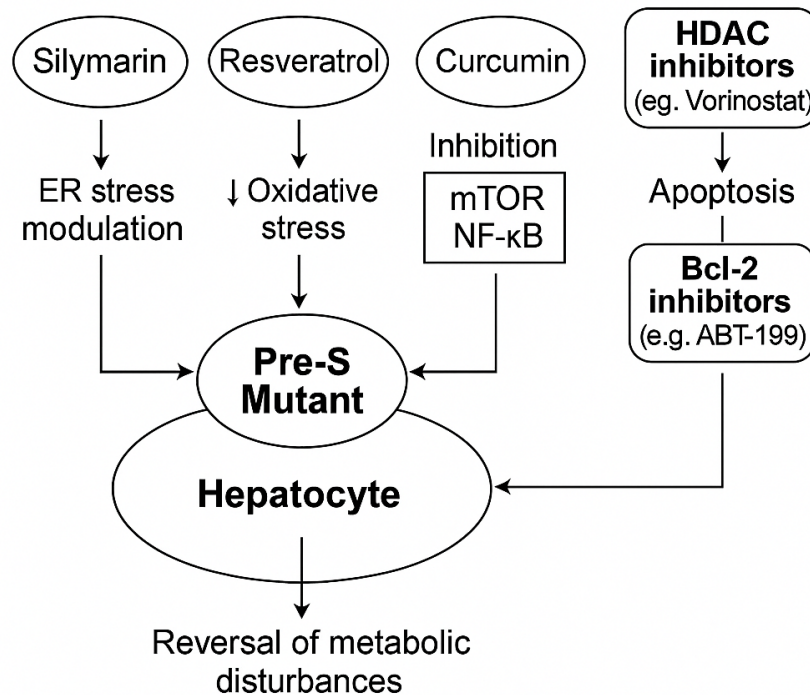 Silymarin
Resveratrol
Curcumin
HDAC
inhibitors
(eg. Vorinostat)
ER stress
modulation
↓ Oxidative
stress
Inhibition
mTOR
NF-κB
Apoptosis
Bcl-2
inhibitors
(e.g. ABT-199)
Pre-S
Mutant
Hepatocyte
Reversal of metabolic
disturbances